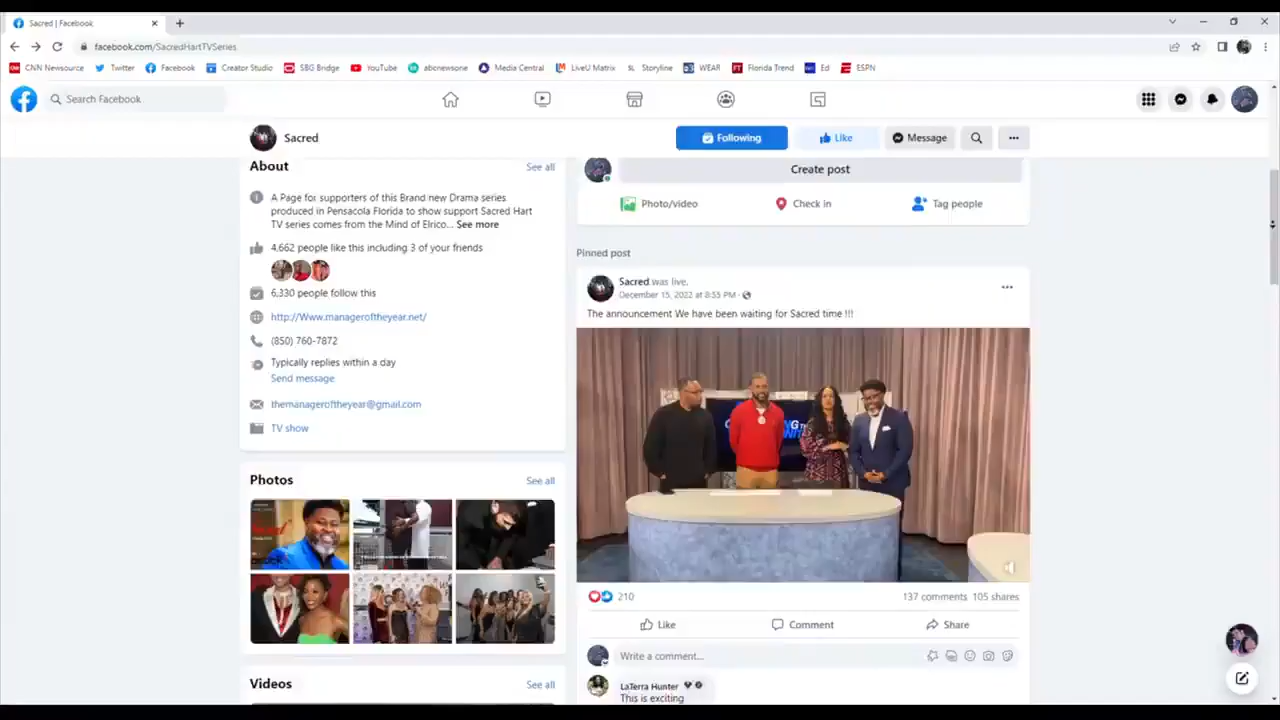 Sacred | Facebook
facebook.com/SacredHartTVSeries
CNN Newsource
Twitter
Facebook
Creator Studio
SBG Bridge
YouTube
abcnewsone
Media Central
LiveU Matrix
SL Storyline
WEAR
FT Florida Trend
Ed
ESPN
Search Facebook
Sacred
Following
Like
Message
About
See all
A Page for supporters of this Brand new Drama series
produced in Pensacola Florida to show support Sacred Hart
TV series comes from the Mind of Elrico... See more
4,662 people like this including 3 of your friends
6,330 people follow this
http://Www.manageroftheyear.net/
(850) 760-7872
Typically replies within a day
Send message
themanageroftheyear@gmail.com
TV show
Photos
See all
Videos
See all
Create post
Photo/video
Check in
Tag people
Pinned post
Sacred was live.
December 15, 2022 at 8:55 PM
The announcement We have been waiting for Sacred time !!!
210
137 comments 105 shares
Like
Comment
Share
Write a comment...
LaTerra Hunter
This is exciting